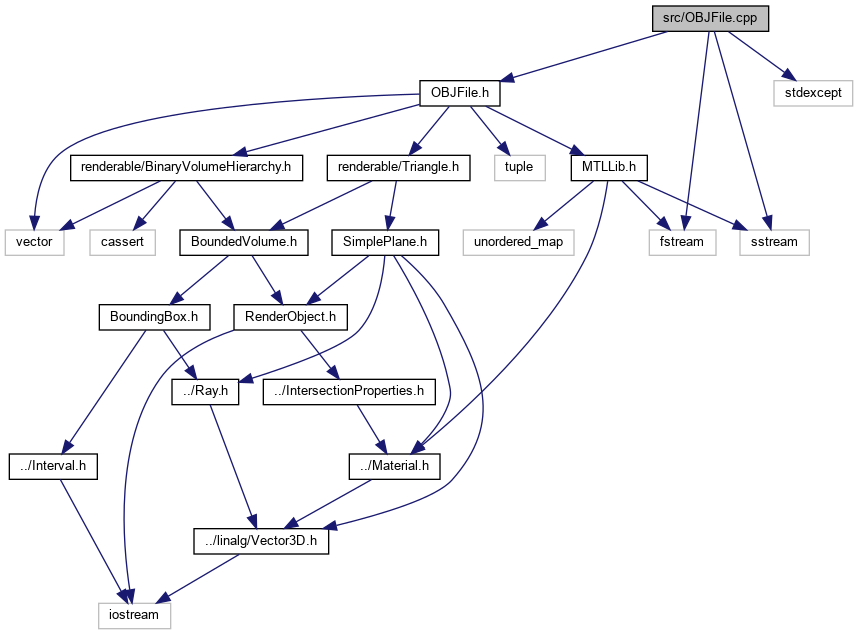 src/OBJFile.cpp
OBJFile.h
stdexcept
renderable/BinaryVolumeHierarchy.h
renderable/Triangle.h
tuple
MTLLib.h
vector
cassert
BoundedVolume.h
SimplePlane.h
unordered_map
fstream
sstream
BoundingBox.h
RenderObject.h
../Ray.h
../IntersectionProperties.h
../Interval.h
../Material.h
../linalg/Vector3D.h
iostream